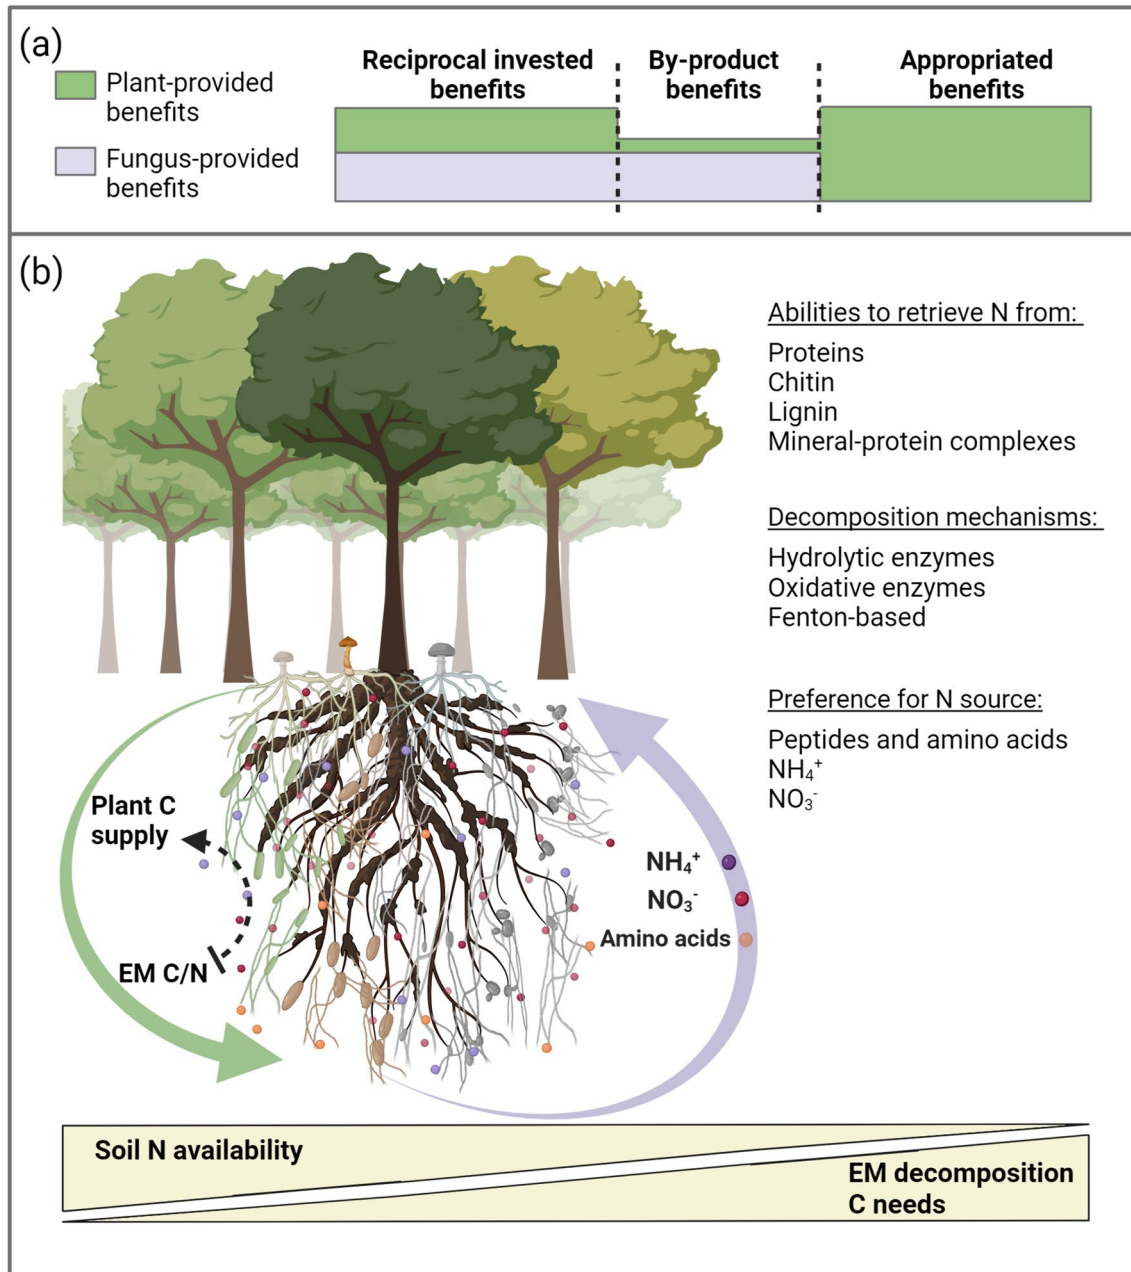 (a)
Plant-provided
benefits
Fungus-provided
benefits
Reciprocal invested
benefits
By-product
benefits
Appropriated
benefits
(b)
Abilities to retrieve N from:
Proteins
Chitin
Lignin
Mineral-protein complexes
Decomposition mechanisms:
Hydrolytic enzymes
Oxidative enzymes
Fenton-based
Preference for N source:
Peptides and amino acids
NH₄⁺
NO₃⁻
Plant C
supply
EM C/N
NH₄⁺
NO₃⁻
Amino acids
Soil N availability
EM decomposition
C needs